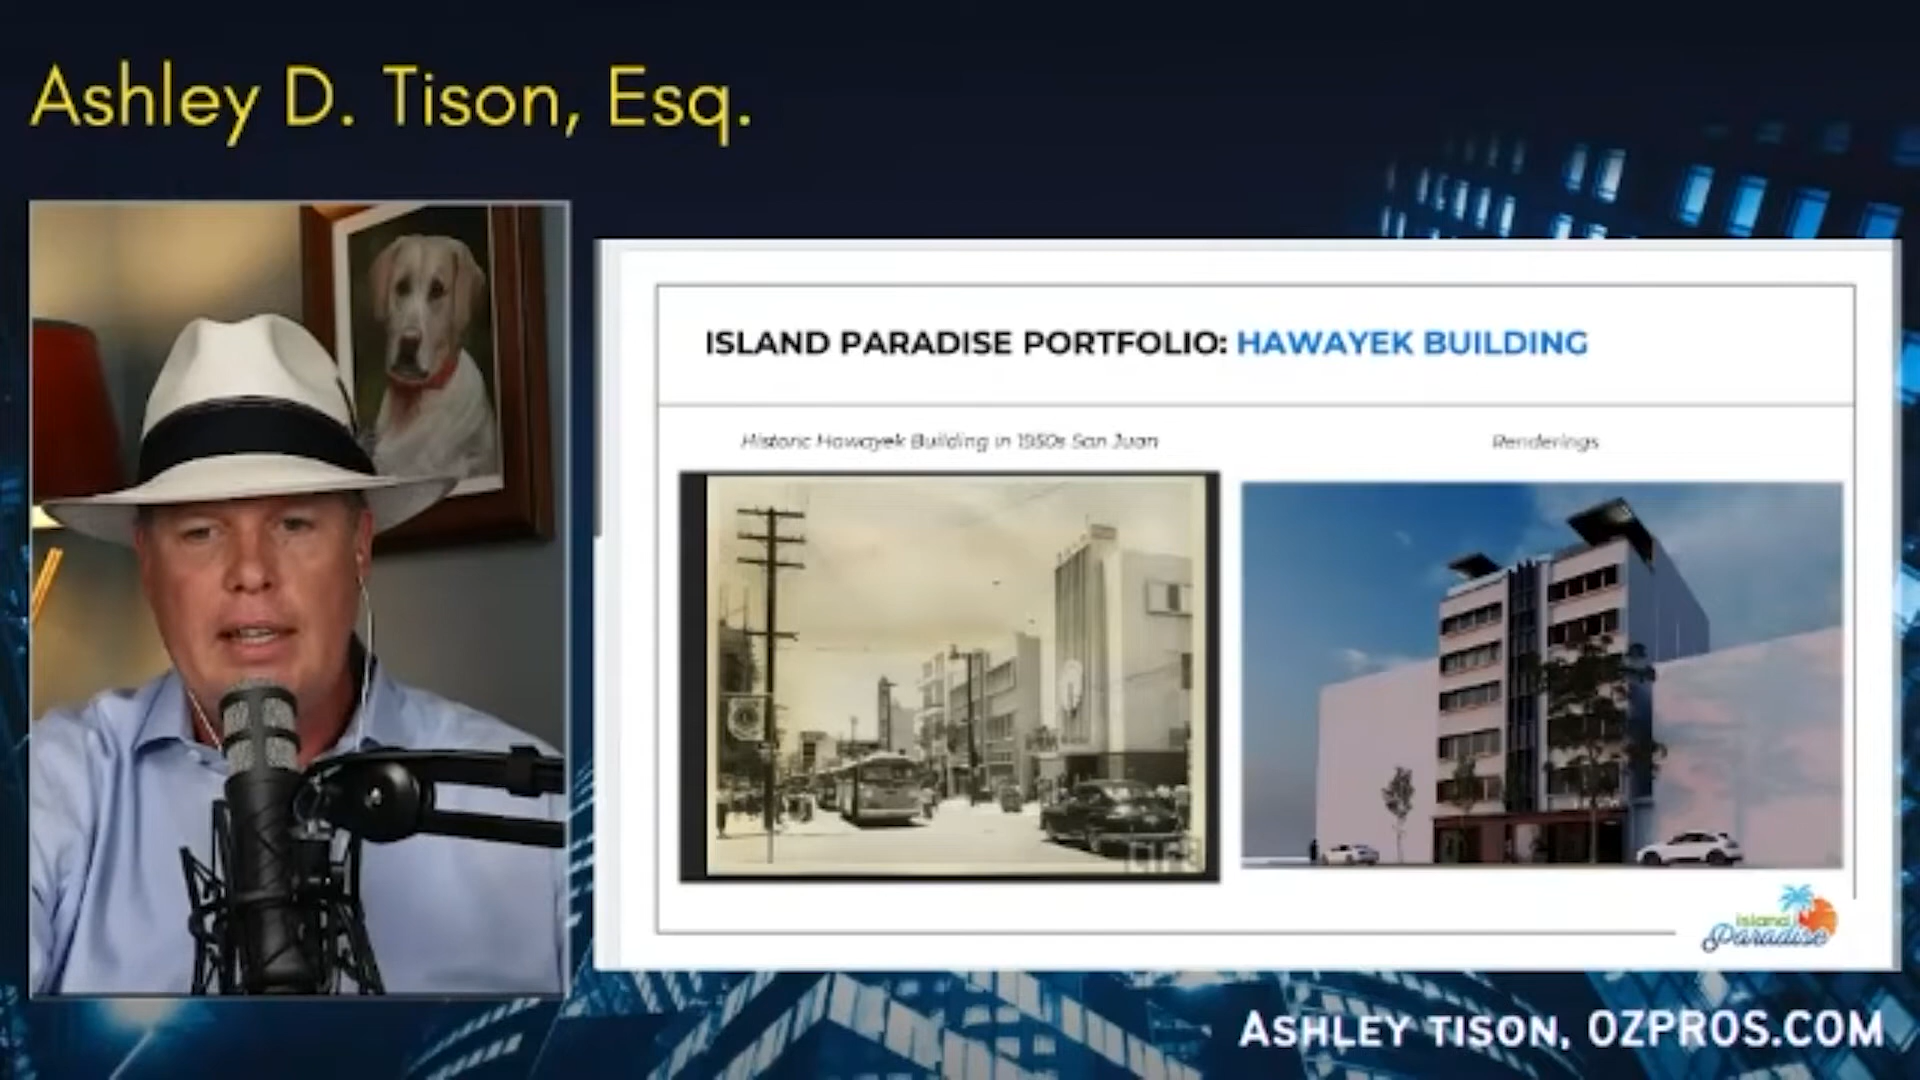 Ashley D. Tison, Esq.
ISLAND PARADISE PORTFOLIO: HAWAYEK BUILDING
Historic Hawayek Building in 1950s San Juan
Renderings
LIFE
island
Paradise
ASHLEY TISON, OZPROS.COM